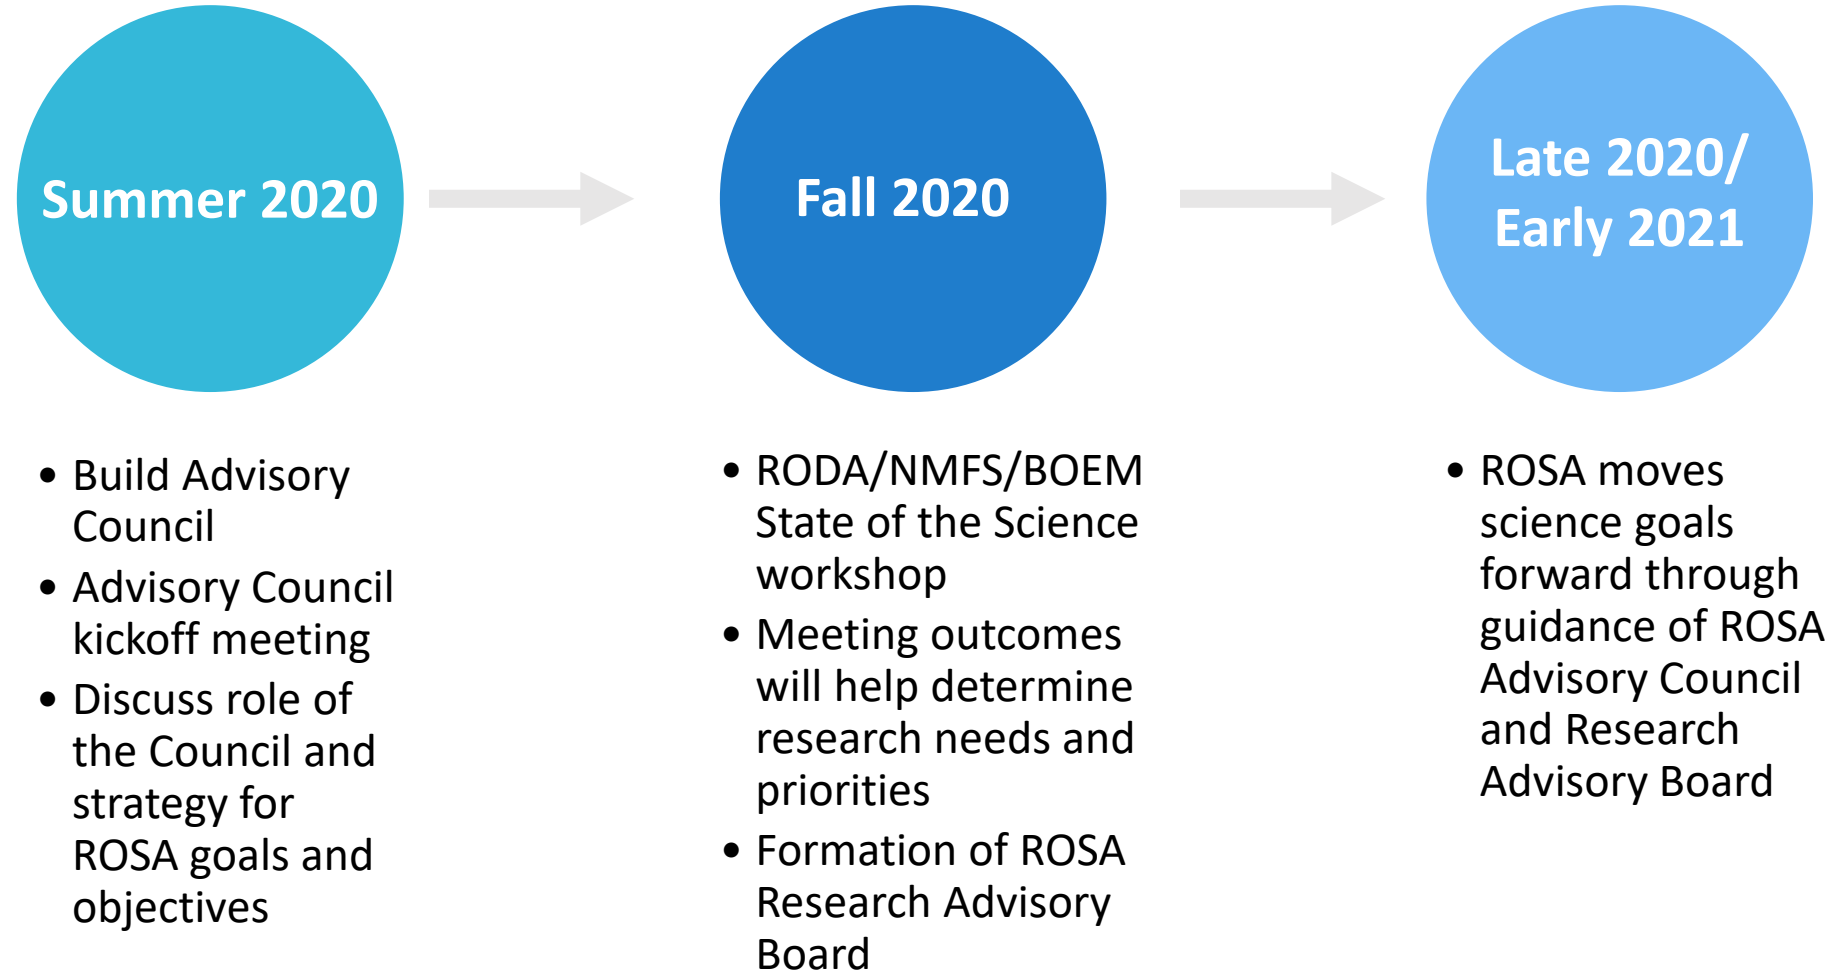 Summer 2020
• Build Advisory
Council
• Advisory Council
kickoff meeting
• Discuss role of
the Council and
strategy for
ROSA goals and
objectives
Fall 2020
• RODA/NMFS/BOEM
State of the Science
workshop
• Meeting outcomes
will help determine
research needs and
priorities
• Formation of ROSA
Research Advisory
Board
Late 2020/
Early 2021
• ROSA moves
science goals
forward through
guidance of ROSA
Advisory Council
and Research
Advisory Board